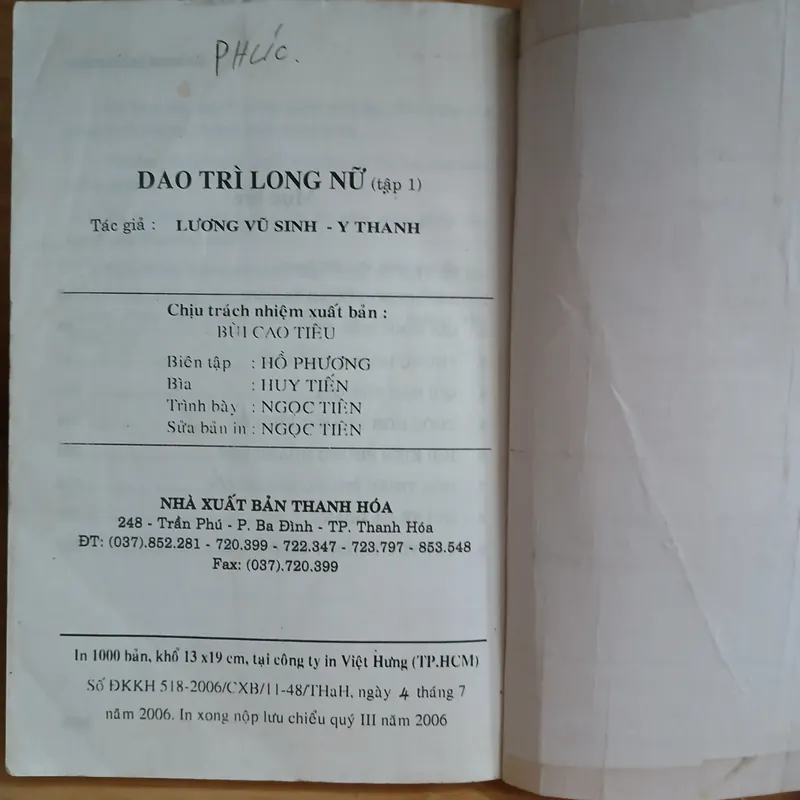 PHÚC.
DAO TRÌ LONG NỮ (tập 1)
Tác giả : LƯƠNG VŨ SINH - Y THANH
Chịu trách nhiệm xuất bản :
BÙI CAO TIÊU
Biên tập : HỒ PHƯƠNG
Bìa : HUY TIẾN
Trình bày : NGỌC TIÊN
Sửa bản in : NGỌC TIÊN
NHÀ XUẤT BẢN THANH HÓA
248 - Trần Phú - P. Ba Đình - TP. Thanh Hóa
ĐT: (037).852.281 - 720.399 - 722.347 - 723.797 - 853.548
Fax: (037).720.399
In 1000 bản, khổ 13 x19 cm, tại công ty in Việt Hưng (TP.HCM)
Số ĐKKH 518-2006/CXB/11-48/THaH, ngày 4 tháng 7
năm 2006. In xong nộp lưu chiểu quý III năm 2006